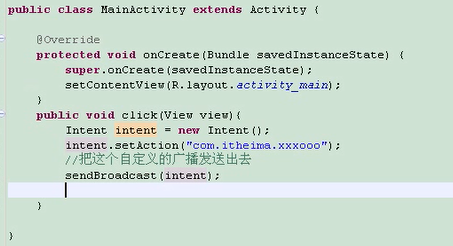 public class MainActivity extends Activity {
@Override
protected void onCreate(Bundle savedInstanceState) {
super.onCreate(savedInstanceState);
setContentView(R.layout.activity_main);
}
public void click(View view){
Intent intent = new Intent();
intent.setAction("com.itheima.xxxooo");
//把这个自定义的广播发送出去
sendBroadcast(intent);
}
}